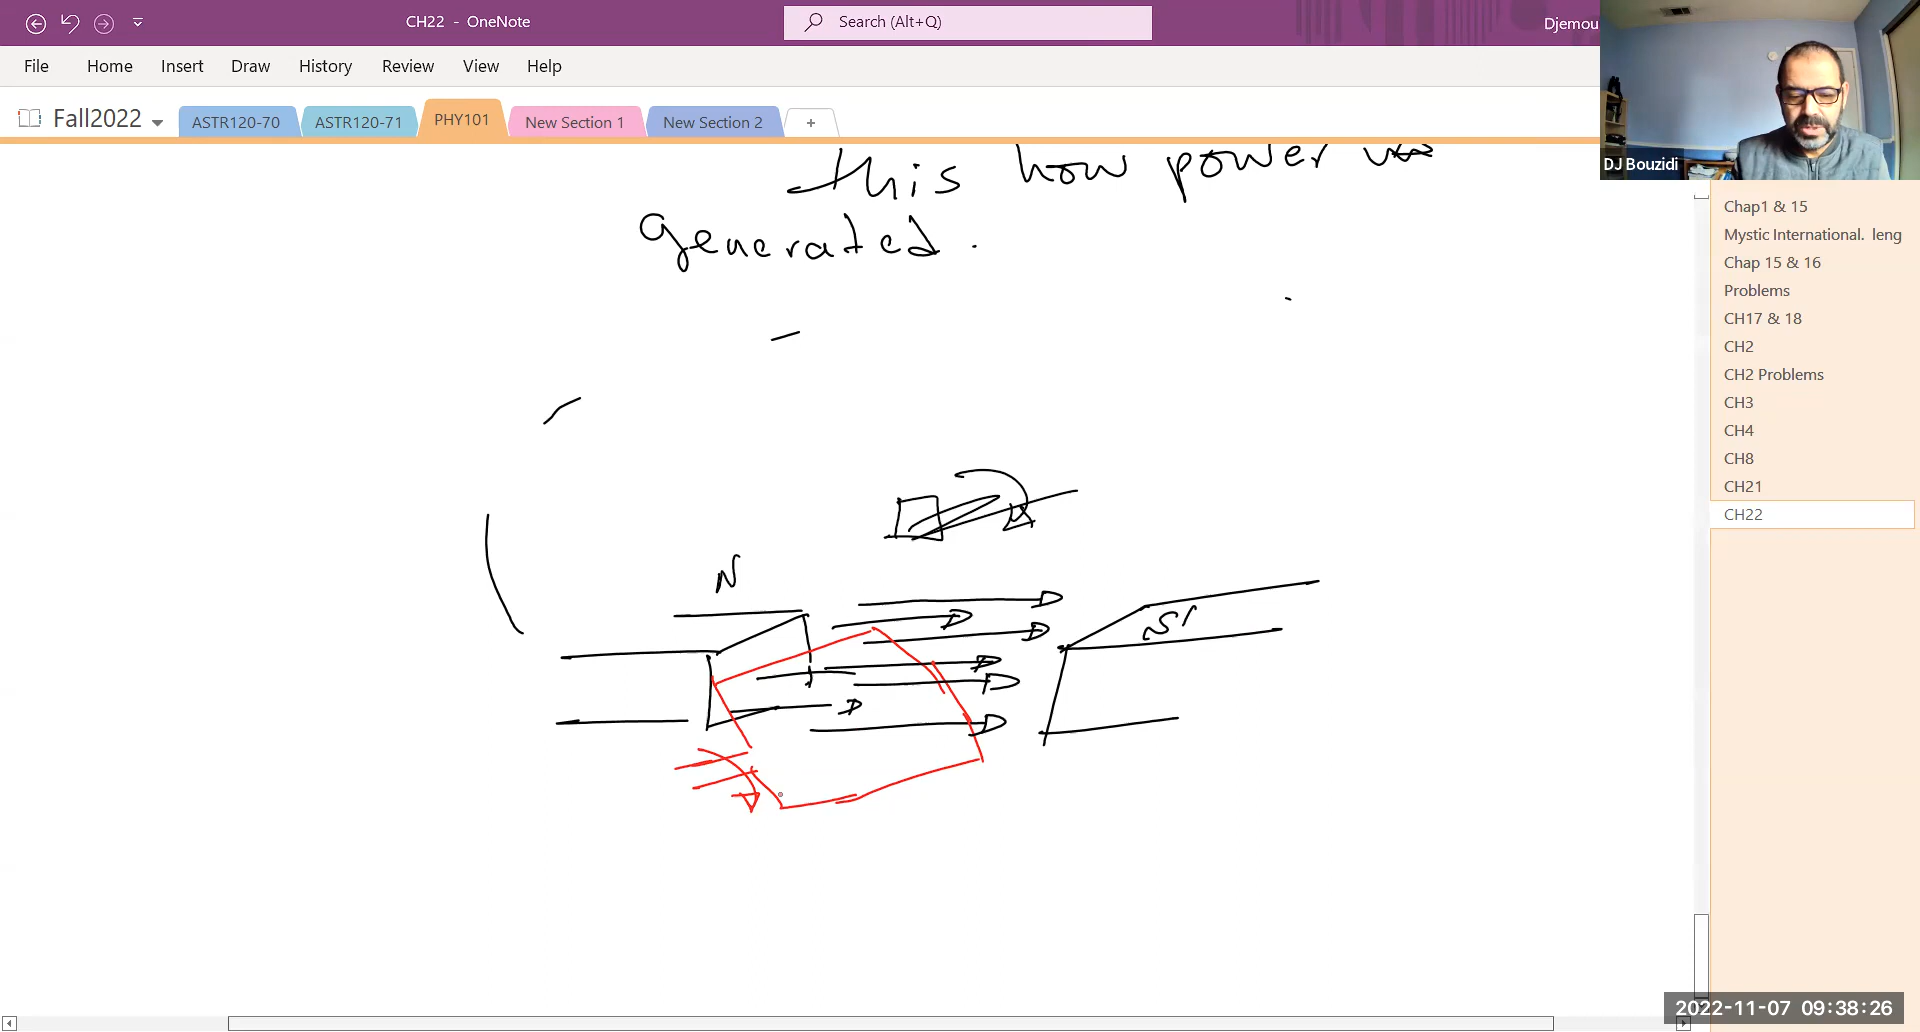 CH22 - OneNote
Search (Alt+Q)
Djemou
File Home Insert Draw History Review View Help
Fall2022
ASTR120-70
ASTR120-71
PHY101
New Section 1
New Section 2
+
DJ Bouzidi
this how power
generated.
N
S
Chap1 & 15
Mystic International. leng
Chap 15 & 16
Problems
CH17 & 18
CH2
CH2 Problems
CH3
CH4
CH8
CH21
CH22
2022-11-07 09:38:26